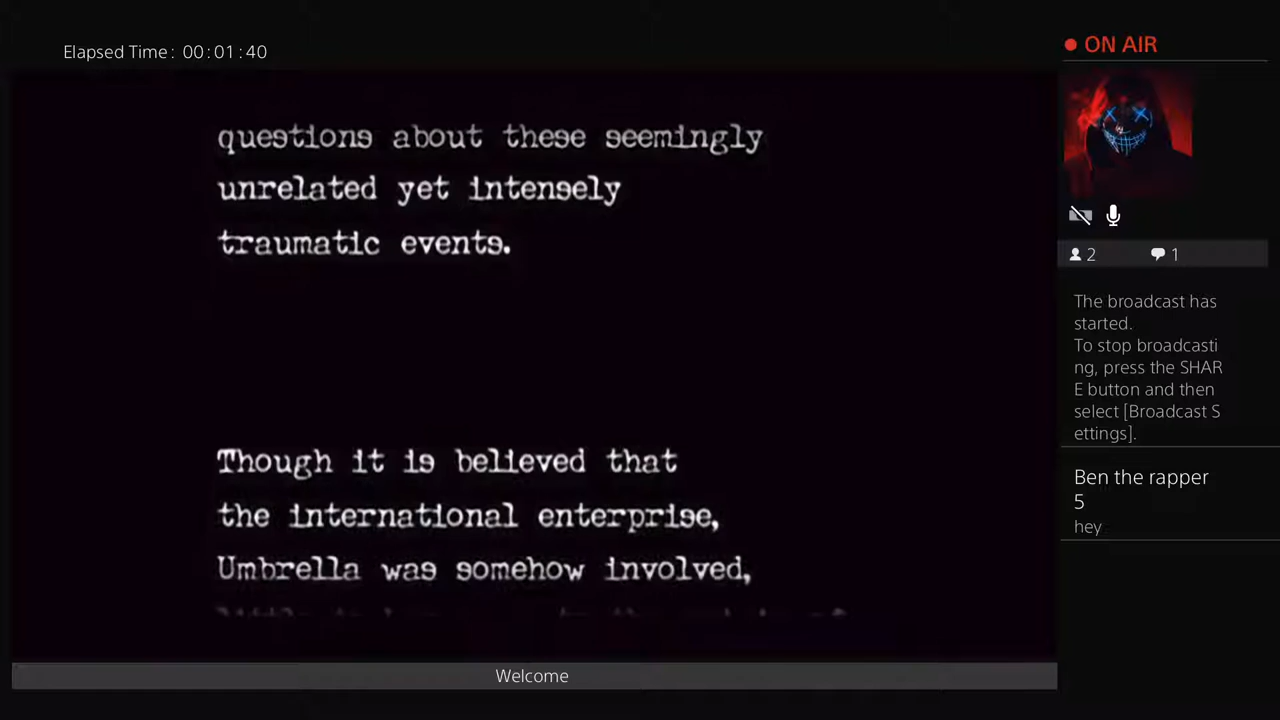 Elapsed Time: 00:01:40
questions about these seemingly
unrelated yet intensely
traumatic events.
Though it is believed that
the international enterprise,
Umbrella was somehow involved,
Welcome
ON AIR
2
1
The broadcast has
started.
To stop broadcasti
ng, press the SHAR
E button and then
select [Broadcast S
ettings].
Ben the rapper
5
hey